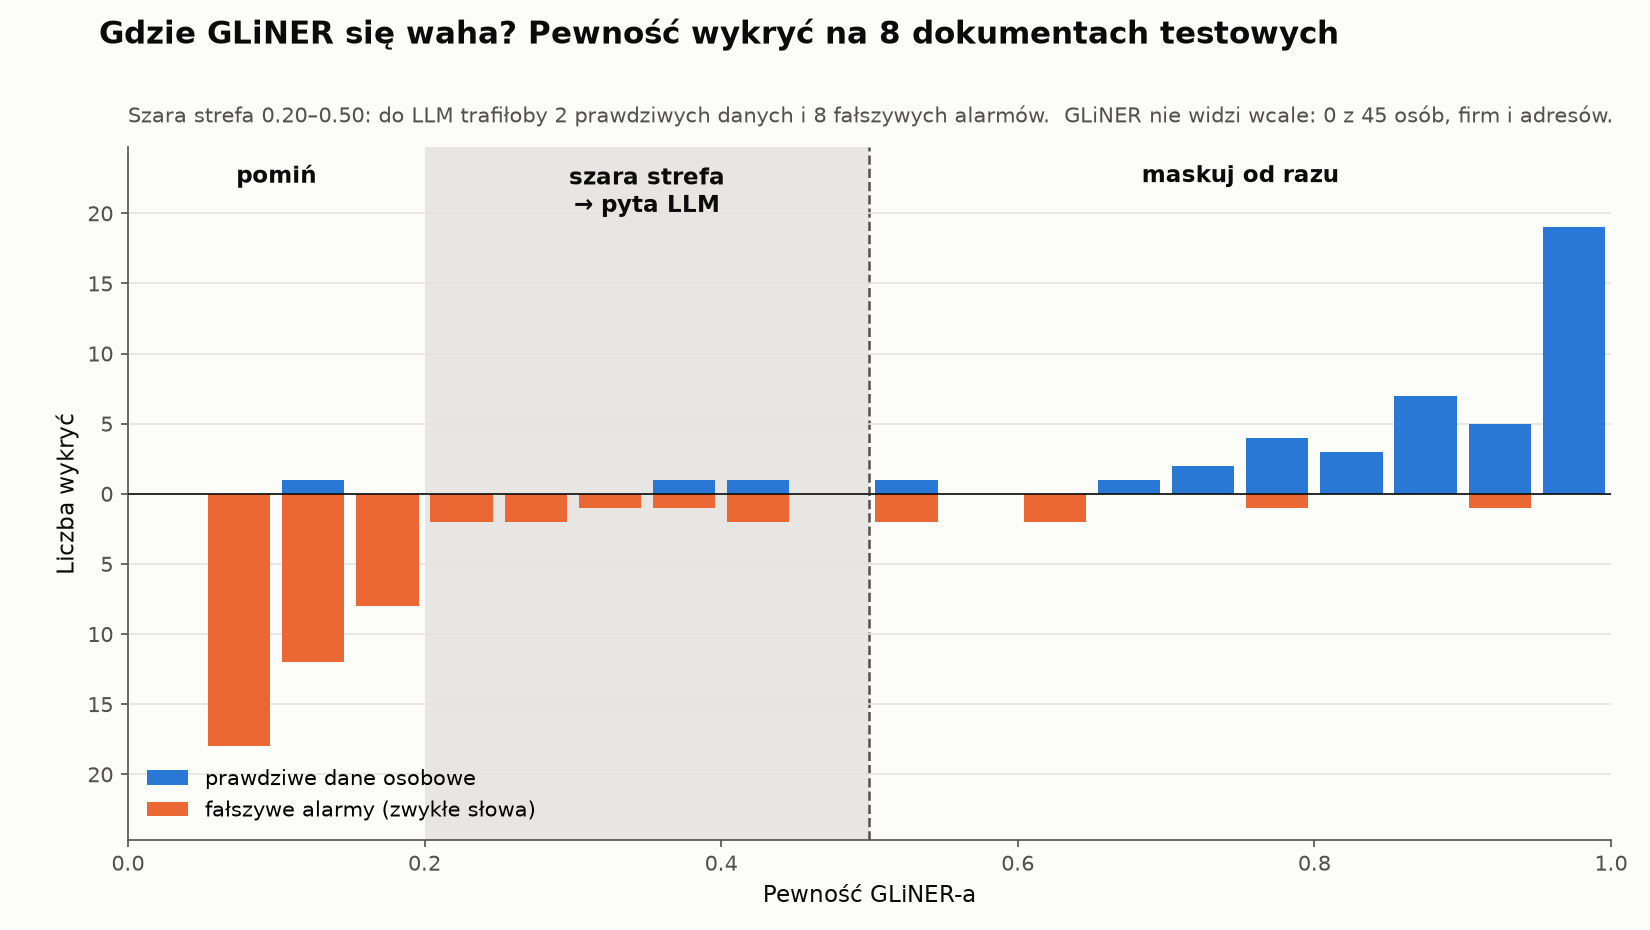 Gdzie GLiNER się waha? Pewność wykryć na 8 dokumentach testowych
Szara strefa 0.20–0.50: do LLM trafiłoby 2 prawdziwych danych i 8 fałszywych alarmów.  GLiNER nie widzi wcale: 0 z 45 osób, firm i adresów.
pomiń
szara strefa
→ pyta LLM
maskuj od razu
20
15
10
5
0
5
10
15
20
Liczba wykryć
prawdziwe dane osobowe
fałszywe alarmy (zwykłe słowa)
0.0 0.2 0.4 0.6 0.8 1.0
Pewność GLiNER-a